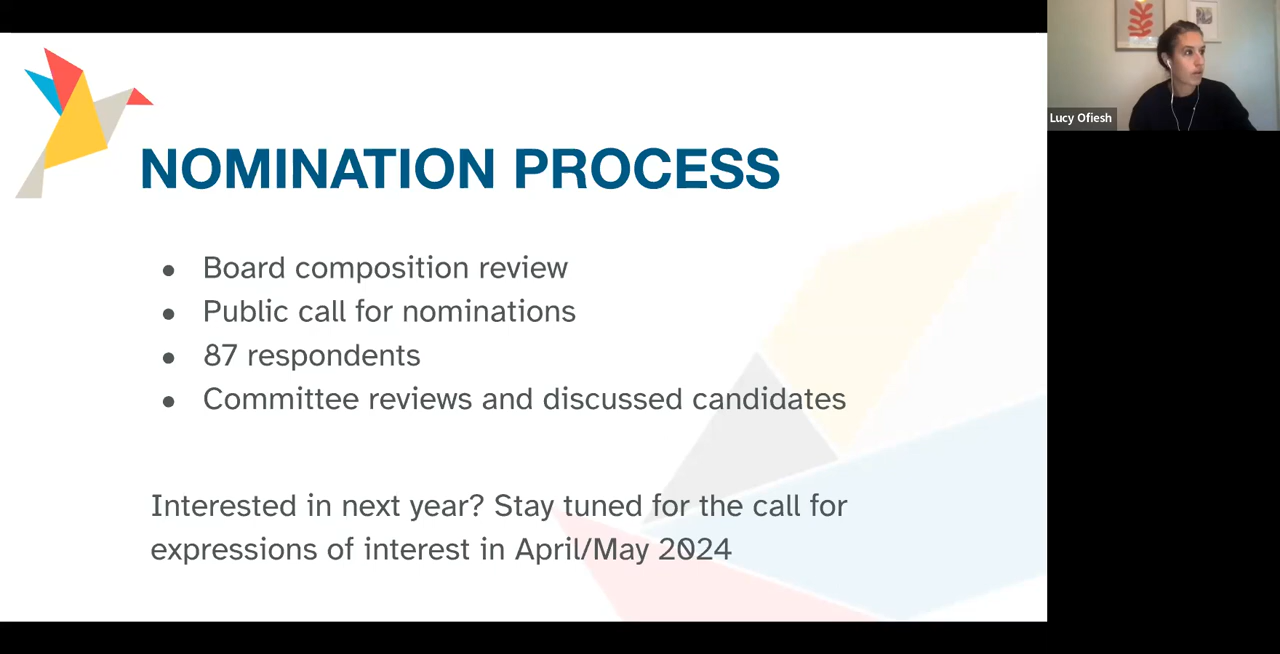 NOMINATION PROCESS
● Board composition review
● Public call for nominations
● 87 respondents
● Committee reviews and discussed candidates
Interested in next year? Stay tuned for the call for
expressions of interest in April/May 2024
Lucy Ofiesh